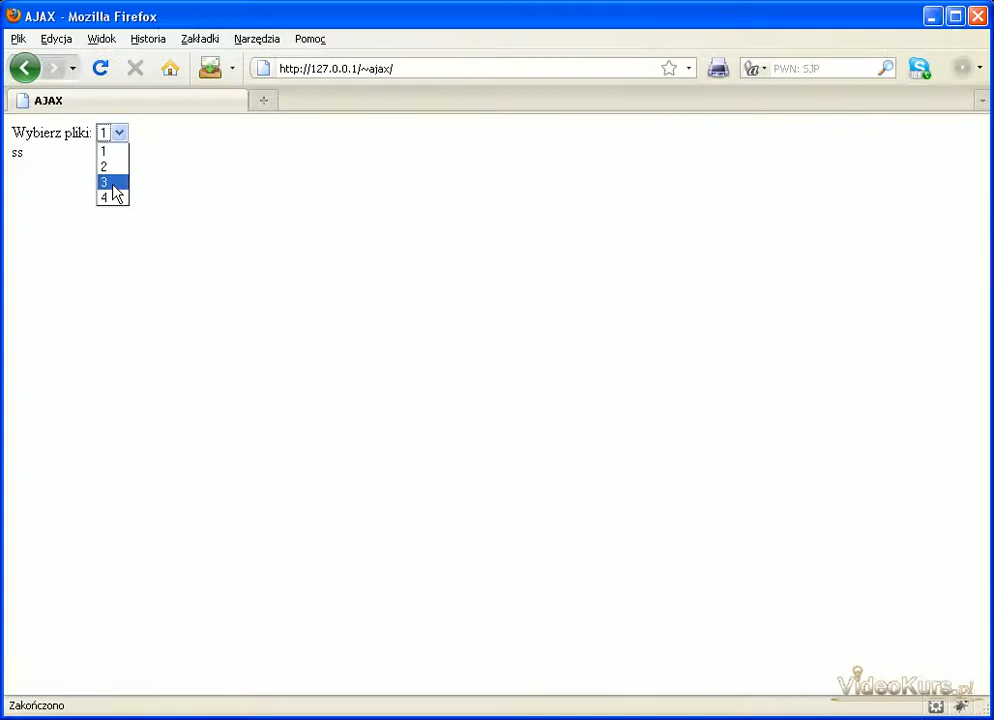 AJAX - Mozilla Firefox
Plik Edycja Widok Historia Zakładki Narzędzia Pomoc
http://127.0.0.1/~ajax/ PWN: SJP
AJAX
Wybierz pliki: 1
ss
1
2
3
4
VideoKurs.pl
Zakończono